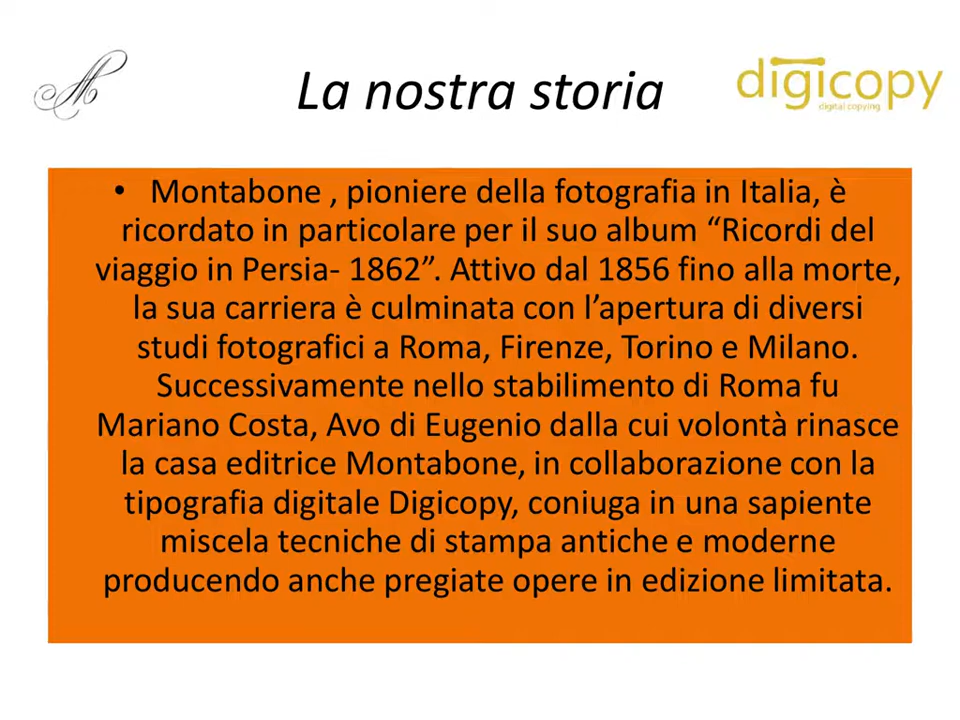 La nostra storia
digicopy
digital copying
• Montabone , pioniere della fotografia in Italia, è
ricordato in particolare per il suo album “Ricordi del
viaggio in Persia- 1862”. Attivo dal 1856 fino alla morte,
la sua carriera è culminata con l’apertura di diversi
studi fotografici a Roma, Firenze, Torino e Milano.
Successivamente nello stabilimento di Roma fu
Mariano Costa, Avo di Eugenio dalla cui volontà rinasce
la casa editrice Montabone, in collaborazione con la
tipografia digitale Digicopy, coniuga in una sapiente
miscela tecniche di stampa antiche e moderne
producendo anche pregiate opere in edizione limitata.